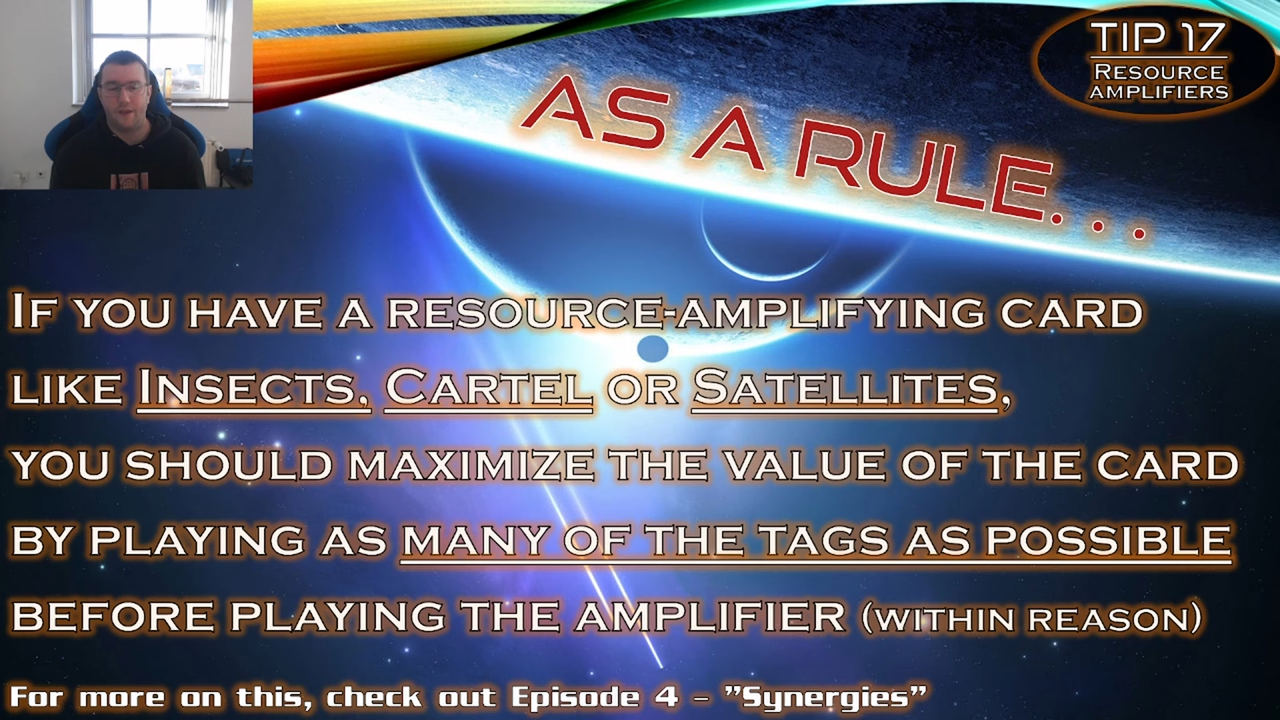 TIP 17
RESOURCE
AMPLIFIERS
AS A RULE...
IF YOU HAVE A RESOURCE-AMPLIFYING CARD
LIKE INSECTS, CARTEL OR SATELLITES,
YOU SHOULD MAXIMIZE THE VALUE OF THE CARD
BY PLAYING AS MANY OF THE TAGS AS POSSIBLE
BEFORE PLAYING THE AMPLIFIER (WITHIN REASON)
For more on this, check out Episode 4 - "Synergies"